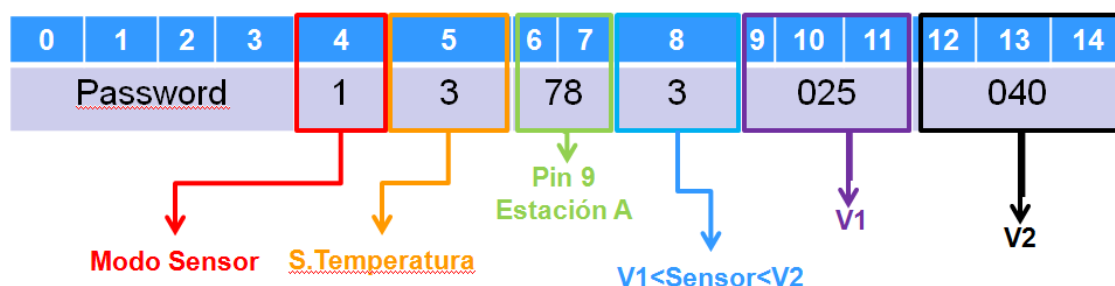 0 1 2 3 4 5 6 7 8 9 10 11 12 13 14
Password 1 3 78 3 025 040
Pin 9
Estación A
V1
V2
Modo Sensor
S.Temperatura
V1<Sensor<V2